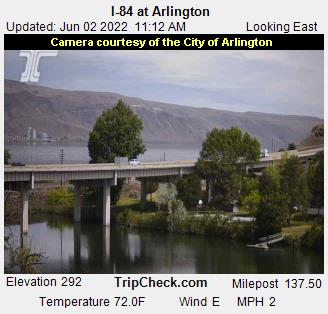 I-84 at Arlington
Updated: Jun 02 2022 11:12 AM Looking East
Camera courtesy of the City of Arlington
Elevation 292 TripCheck.com Milepost 137.50
Temperature 72.0F Wind E MPH 2